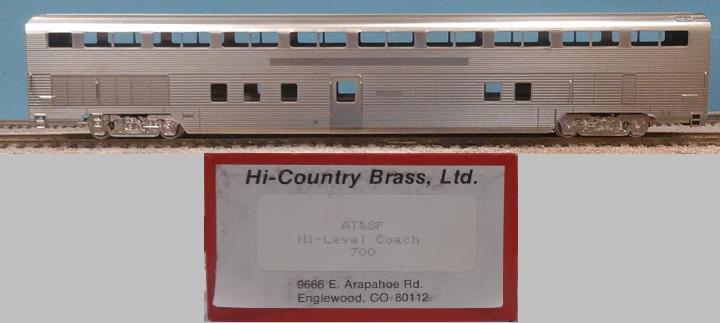 Hi-Country Brass, Ltd.
AT&SF
Hi-Level Coach
700
9666 E. Arapahoe Rd.
Englewood, CO 80112